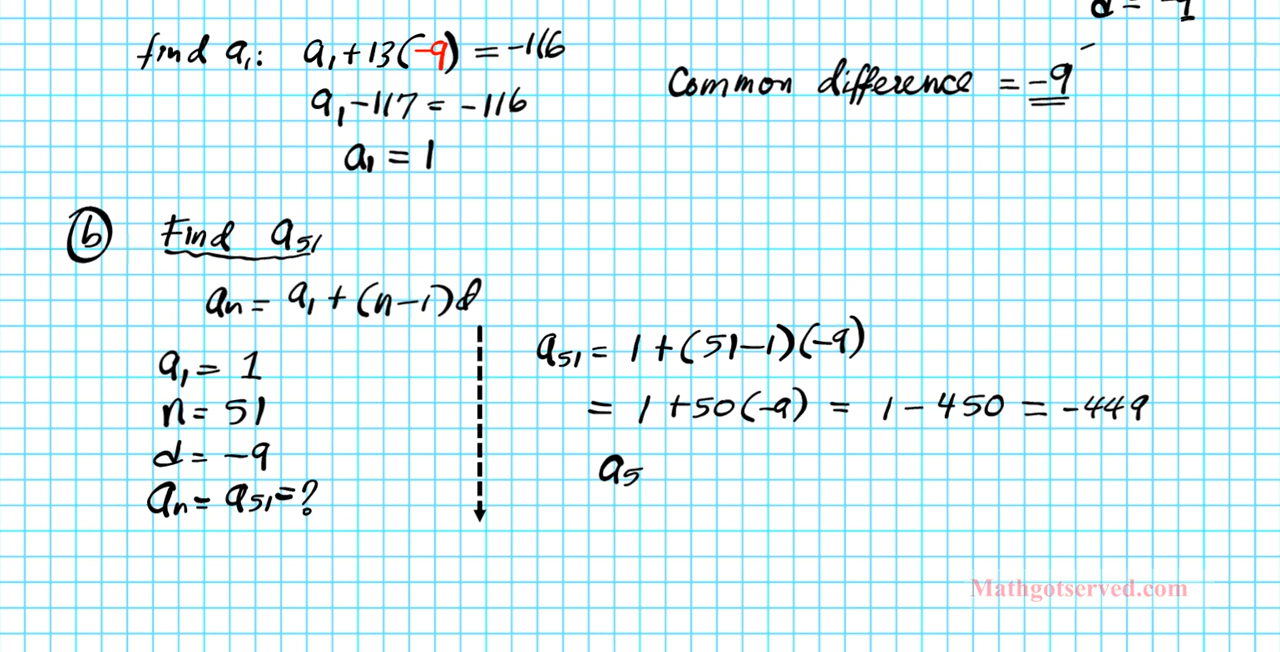 find a₁: a₁ + 13(-9) = -116
a₁ - 117 = -116
a₁ = 1
Common difference = -9
(b) Find a₅₁
aₙ = a₁ + (n-1)d
a₁ = 1
n = 51
d = -9
aₙ = a₅₁ = ?
a₅₁ = 1 + (51-1)(-9)
= 1 + 50(-9) = 1 - 450 = -449
a₅
Mathgotserved.com